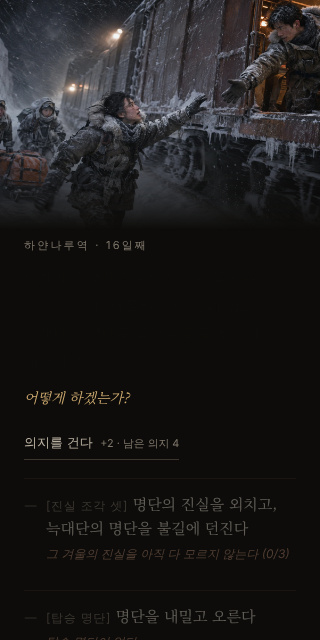 하얀나루역 · 16일째
어떻게 하겠는가?
의지를 건다 +2 · 남은 의지 4
[진실 조각 셋] 명단의 진실을 외치고,
늑대단의 명단을 불길에 던진다
그 겨울의 진실을 아직 다 모르지 않는다 (0/3)
[탑승 명단] 명단을 내밀고 오른다